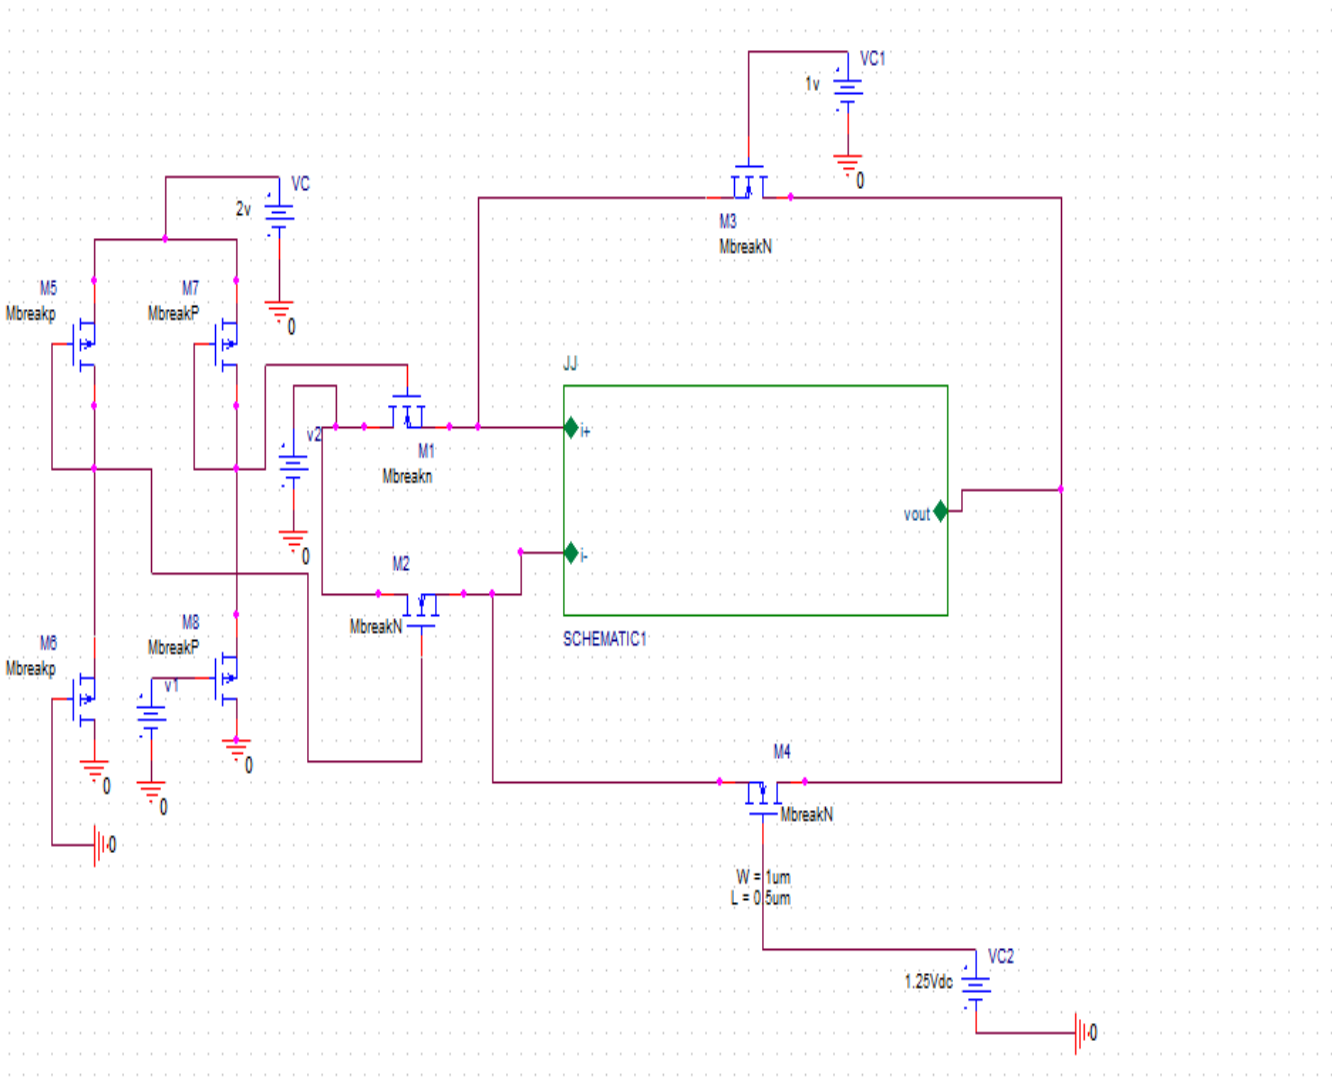 VC1
1v
0
VC
2v
M3
MbreakN
M5
M7
Mbreakp
MbreakP
0
JJ
v2
i+
M1
Mbreakn
vout
0
i-
M2
MbreakN
M8
MbreakP
M6
Mbreakp
SCHEMATIC1
v1
M4
0
0
0
MbreakN
0
W = 1um
L = 0.5um
VC2
1.25Vdc
0